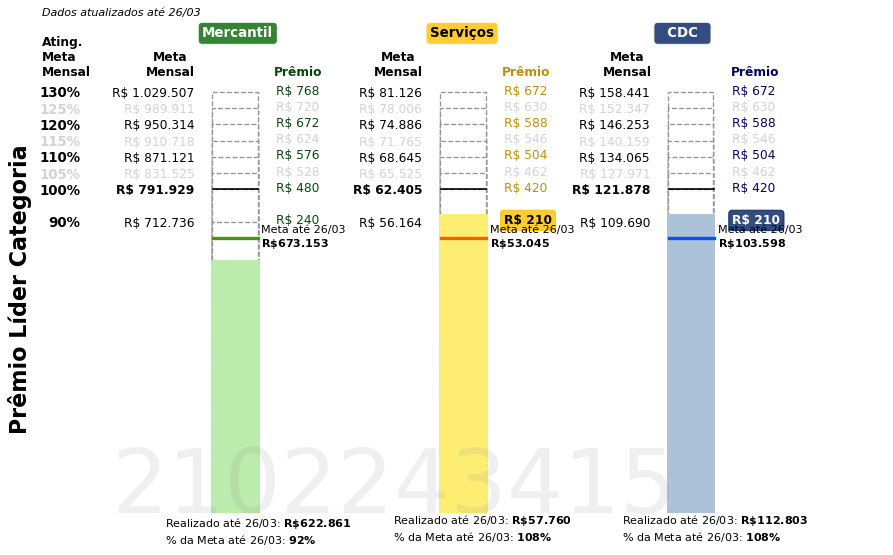 Dados atualizados até 26/03
Mercantil Serviços CDC
Ating. Meta Mensal
Meta Mensal Prêmio Meta Mensal Prêmio Meta Mensal Prêmio
130% R$ 1.029.507 R$ 768 R$ 81.126 R$ 672 R$ 158.441 R$ 672
125% R$ 989.911 R$ 720 R$ 78.006 R$ 630 R$ 152.347 R$ 630
120% R$ 950.314 R$ 672 R$ 74.886 R$ 588 R$ 146.253 R$ 588
115% R$ 910.718 R$ 624 R$ 71.765 R$ 546 R$ 140.159 R$ 546
110% R$ 871.121 R$ 576 R$ 68.645 R$ 504 R$ 134.065 R$ 504
105% R$ 831.525 R$ 528 R$ 65.525 R$ 462 R$ 127.971 R$ 462
100% R$ 791.929 R$ 480 R$ 62.405 R$ 420 R$ 121.878 R$ 420
90% R$ 712.736 R$ 240 R$ 56.164 R$ 210 R$ 109.690 R$ 210
Meta até 26/03 Meta até 26/03 Meta até 26/03
R$673.153 R$53.045 R$103.598
Prêmio Líder Categoria
2102243415
Realizado até 26/03: R$622.861 Realizado até 26/03: R$57.760 Realizado até 26/03: R$112.803
% da Meta até 26/03: 92% % da Meta até 26/03: 108% % da Meta até 26/03: 108%